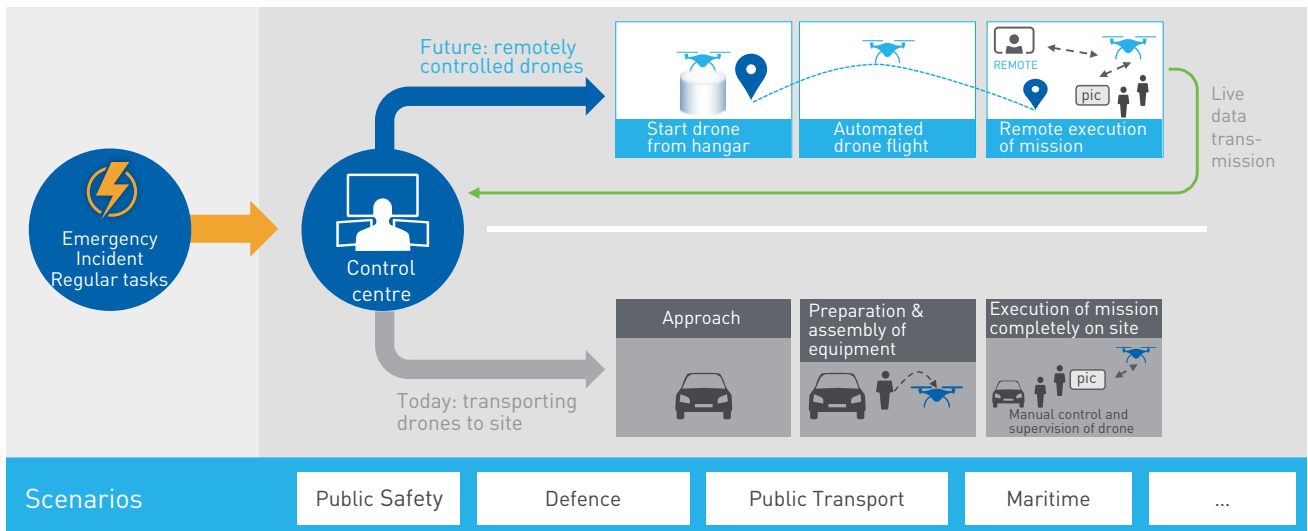 Future: remotely
controlled drones
REMOTE
pic
Start drone
from hangar
Automated
drone flight
Remote execution
of mission
Live
data
trans-
mission
Emergency
Incident
Regular tasks
Control
centre
Approach
Preparation &
assembly of
equipment
Execution of mission
completely on site
pic
Manual control and
supervision of drone
Today: transporting
drones to site
Scenarios
Public Safety
Defence
Public Transport
Maritime
...